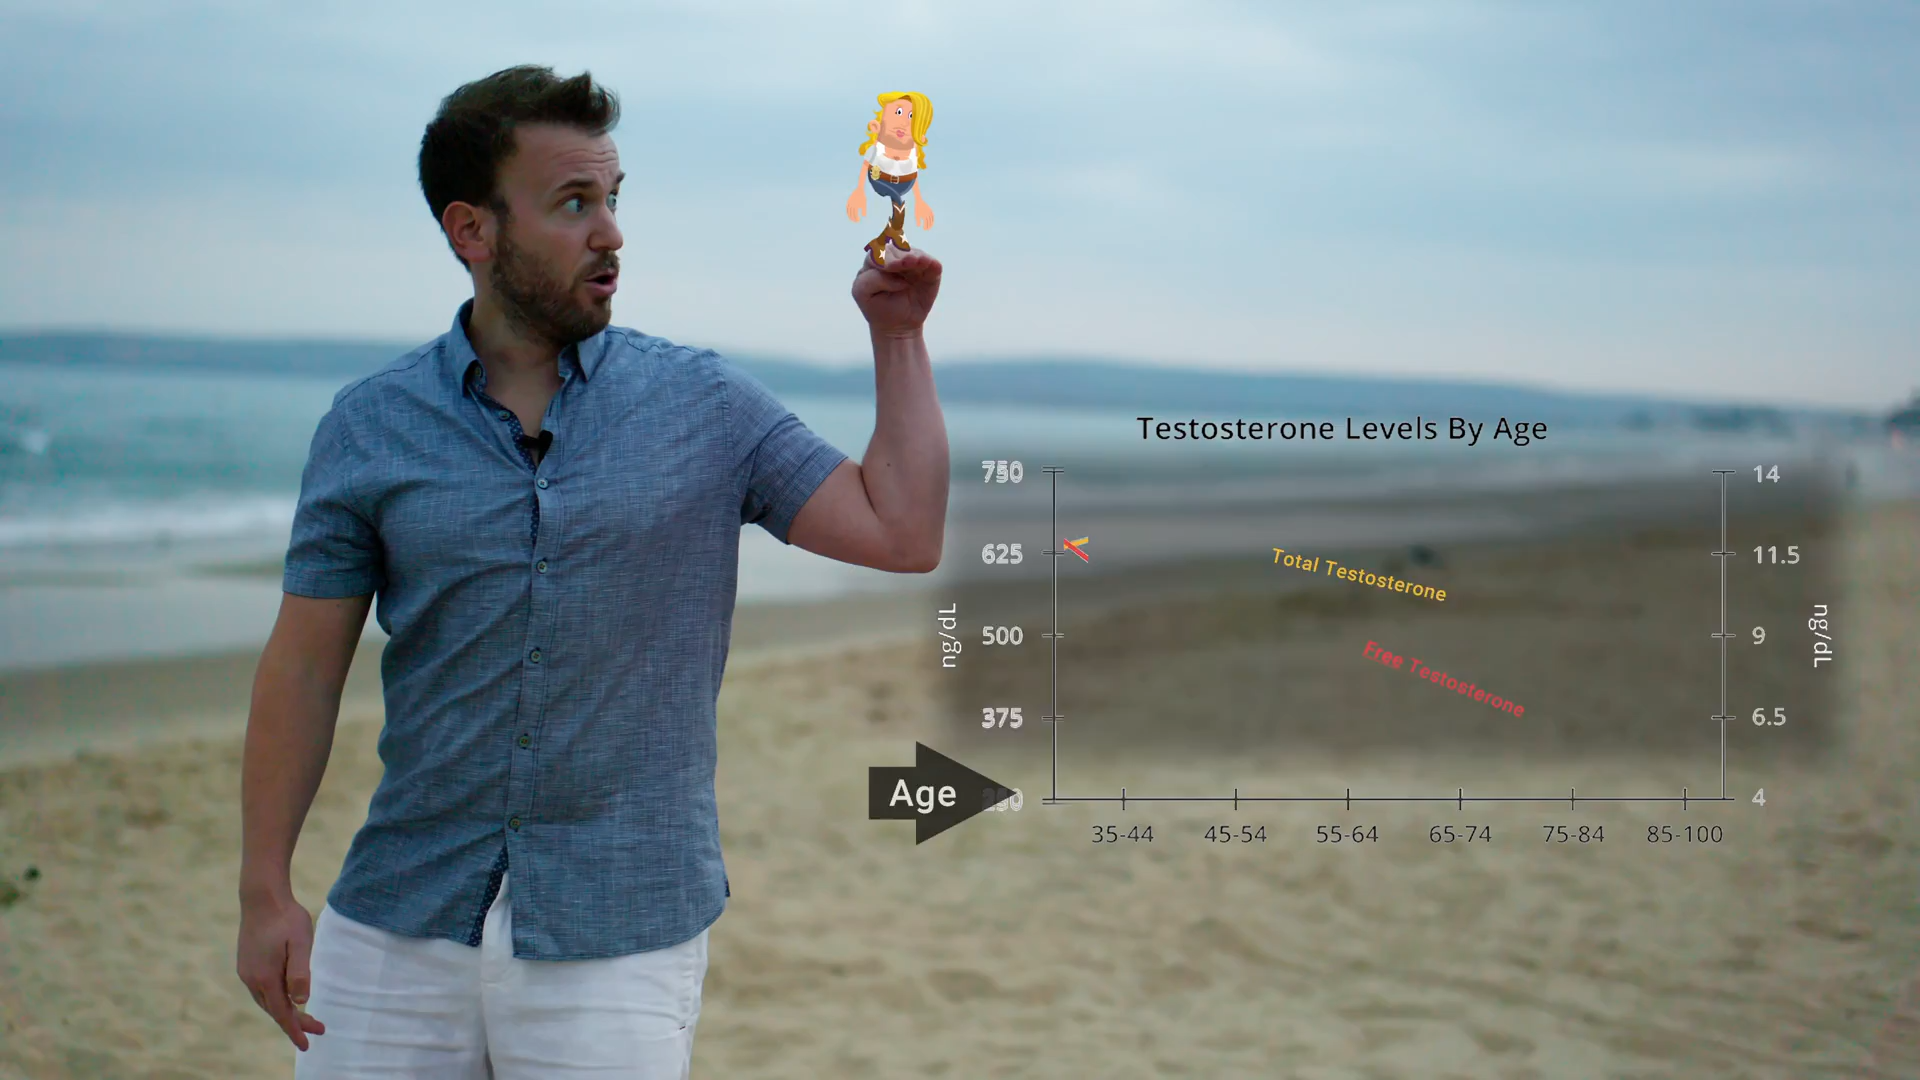 Testosterone Levels By Age
750
625
500
375
ng/dL
Total Testosterone
Free Testosterone
14
11.5
9
6.5
4
ng/dL
Age
35-44 45-54 55-64 65-74 75-84 85-100